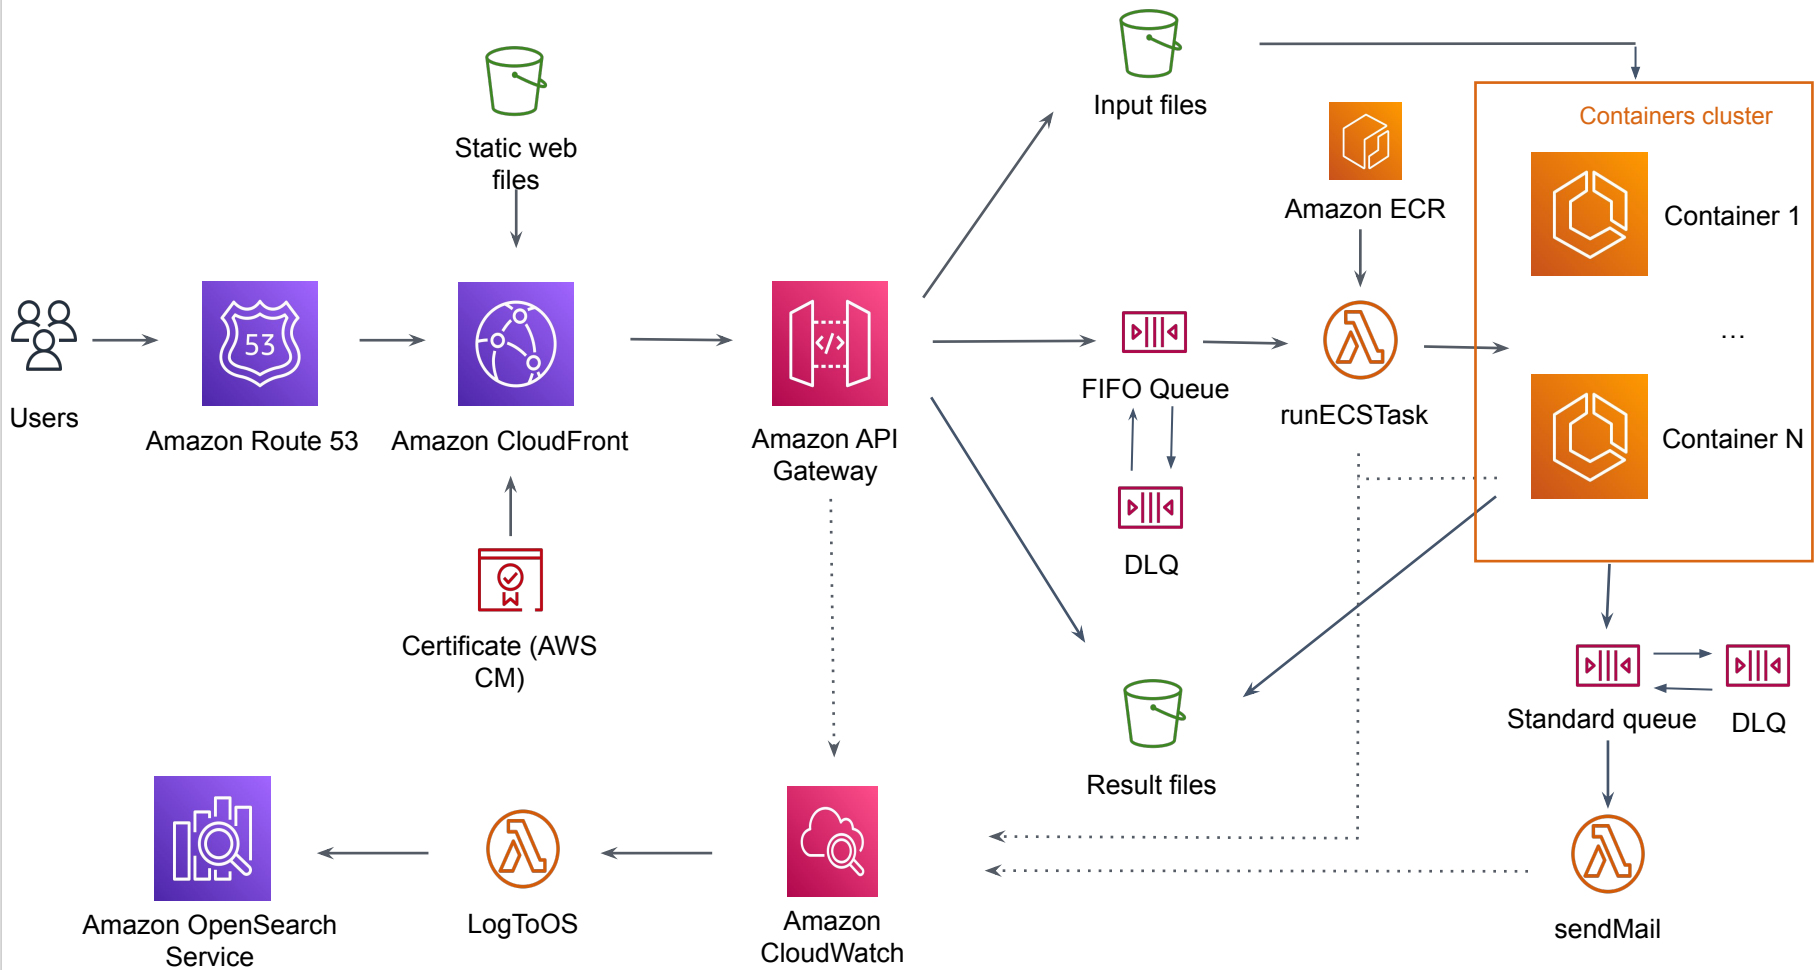 Input files
Containers cluster
Static web
files
Amazon ECR
Container 1
...
53
</>
FIFO Queue
runECSTask
Users
Amazon Route 53
Amazon CloudFront
Amazon API
Gateway
Container N
DLQ
Certificate (AWS
CM)
Standard queue
DLQ
Result files
Amazon OpenSearch
Service
LogToOS
Amazon
CloudWatch
sendMail